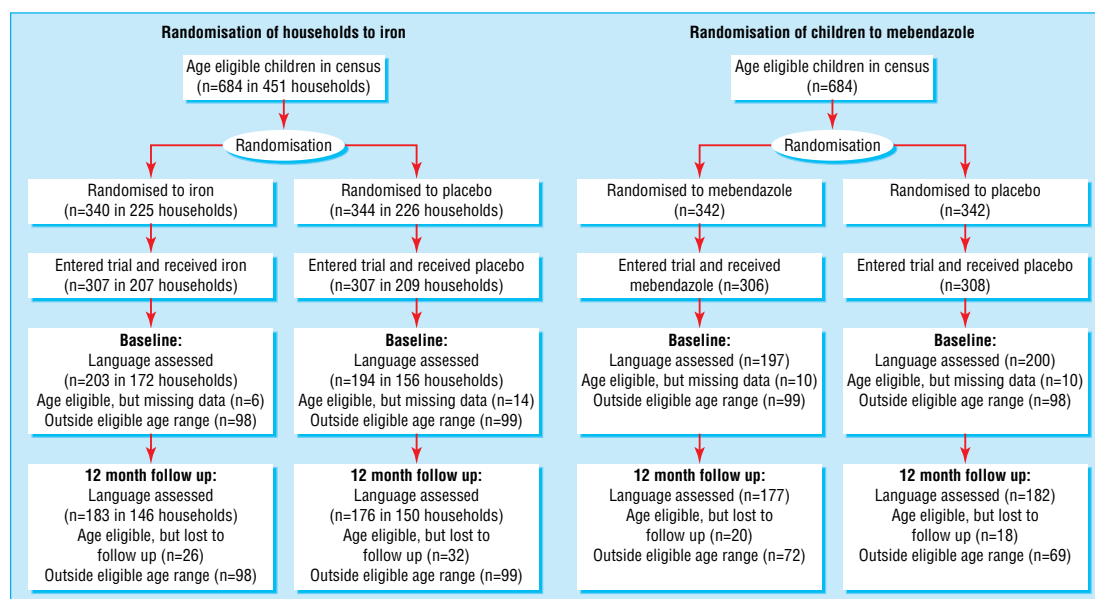 Randomisation of households to iron
Age eligible children in census
(n=684 in 451 households)
Randomisation
Randomised to iron
(n=340 in 225 households)
Randomised to placebo
(n=344 in 226 households)
Entered trial and received iron
(n=307 in 207 households)
Entered trial and received placebo
(n=307 in 209 households)
Baseline:
Language assessed
(n=203 in 172 households)
Age eligible, but missing data (n=6)
Outside eligible age range (n=98)
Baseline:
Language assessed
(n=194 in 156 households)
Age eligible, but missing data (n=14)
Outside eligible age range (n=99)
12 month follow up:
Language assessed
(n=183 in 146 households)
Age eligible, but lost to
follow up (n=26)
Outside eligible age range (n=98)
12 month follow up:
Language assessed
(n=176 in 150 households)
Age eligible, but lost to
follow up (n=32)
Outside eligible age range (n=99)
Randomisation of children to mebendazole
Age eligible children in census
(n=684)
Randomisation
Randomised to mebendazole
(n=342)
Randomised to placebo
(n=342)
Entered trial and received
mebendazole (n=306)
Entered trial and received placebo
(n=308)
Baseline:
Language assessed (n=197)
Age eligible, but missing data (n=10)
Outside eligible age range (n=99)
Baseline:
Language assessed (n=200)
Age eligible, but missing data (n=10)
Outside eligible age range (n=98)
12 month follow up:
Language assessed (n=177)
Age eligible, but lost to
follow up (n=20)
Outside eligible age range (n=72)
12 month follow up:
Language assessed (n=182)
Age eligible, but lost to
follow up (n=18)
Outside eligible age range (n=69)